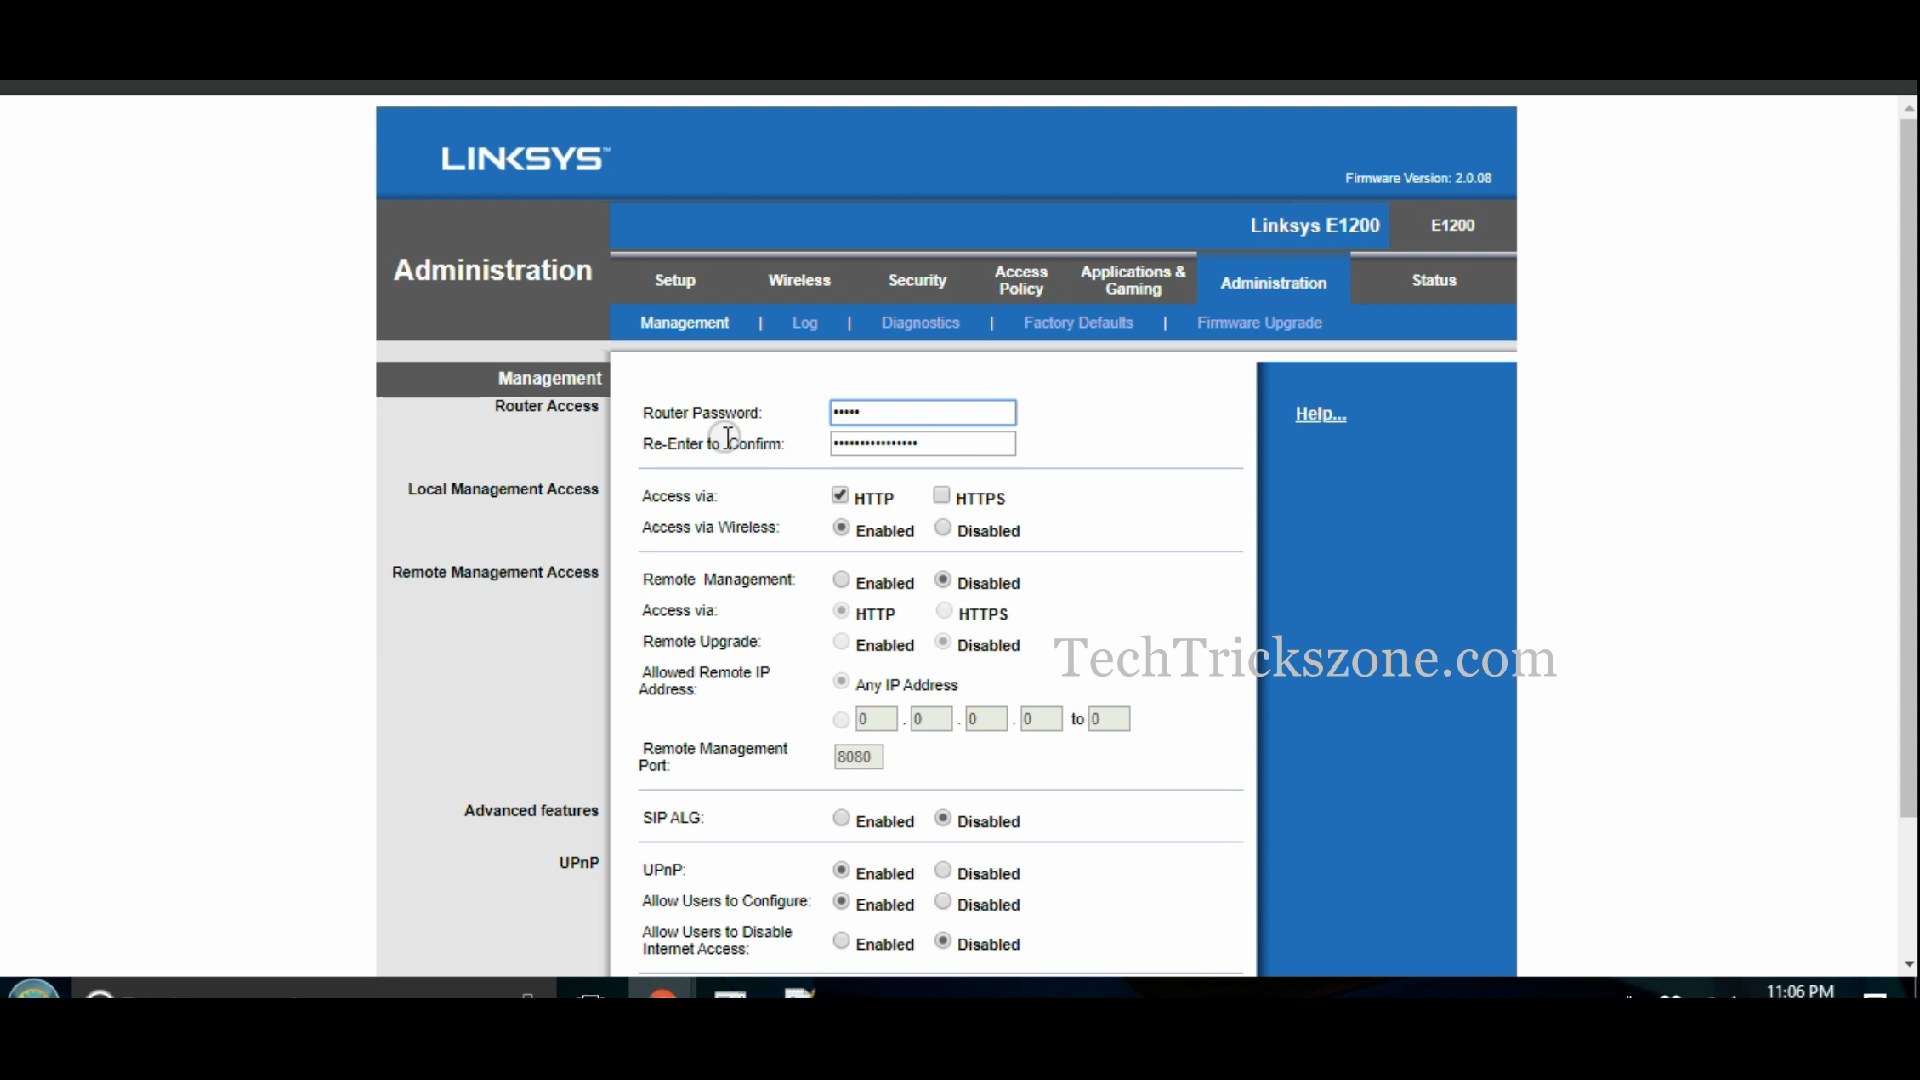 LINKSYS™
Firmware Version: 2.0.08
Linksys E1200 E1200
Administration
Setup Wireless Security Access Policy Applications & Gaming Administration Status
Management | Log | Diagnostics | Factory Defaults | Firmware Upgrade
Management
Router Access
Router Password: •••••
Help...
Re-Enter to Confirm: ••••••••••••••••
Local Management Access
Access via: HTTP HTTPS
Access via Wireless: Enabled Disabled
Remote Management Access
Remote Management: Enabled Disabled
Access via: HTTP HTTPS
Remote Upgrade: Enabled Disabled
TechTrickszone.com
Allowed Remote IP
Address: Any IP Address
0 . 0 . 0 . 0 to 0
Remote Management
Port: 8080
Advanced features
SIP ALG: Enabled Disabled
UPnP
UPnP: Enabled Disabled
Allow Users to Configure: Enabled Disabled
Allow Users to Disable
Internet Access: Enabled Disabled
11:06 PM